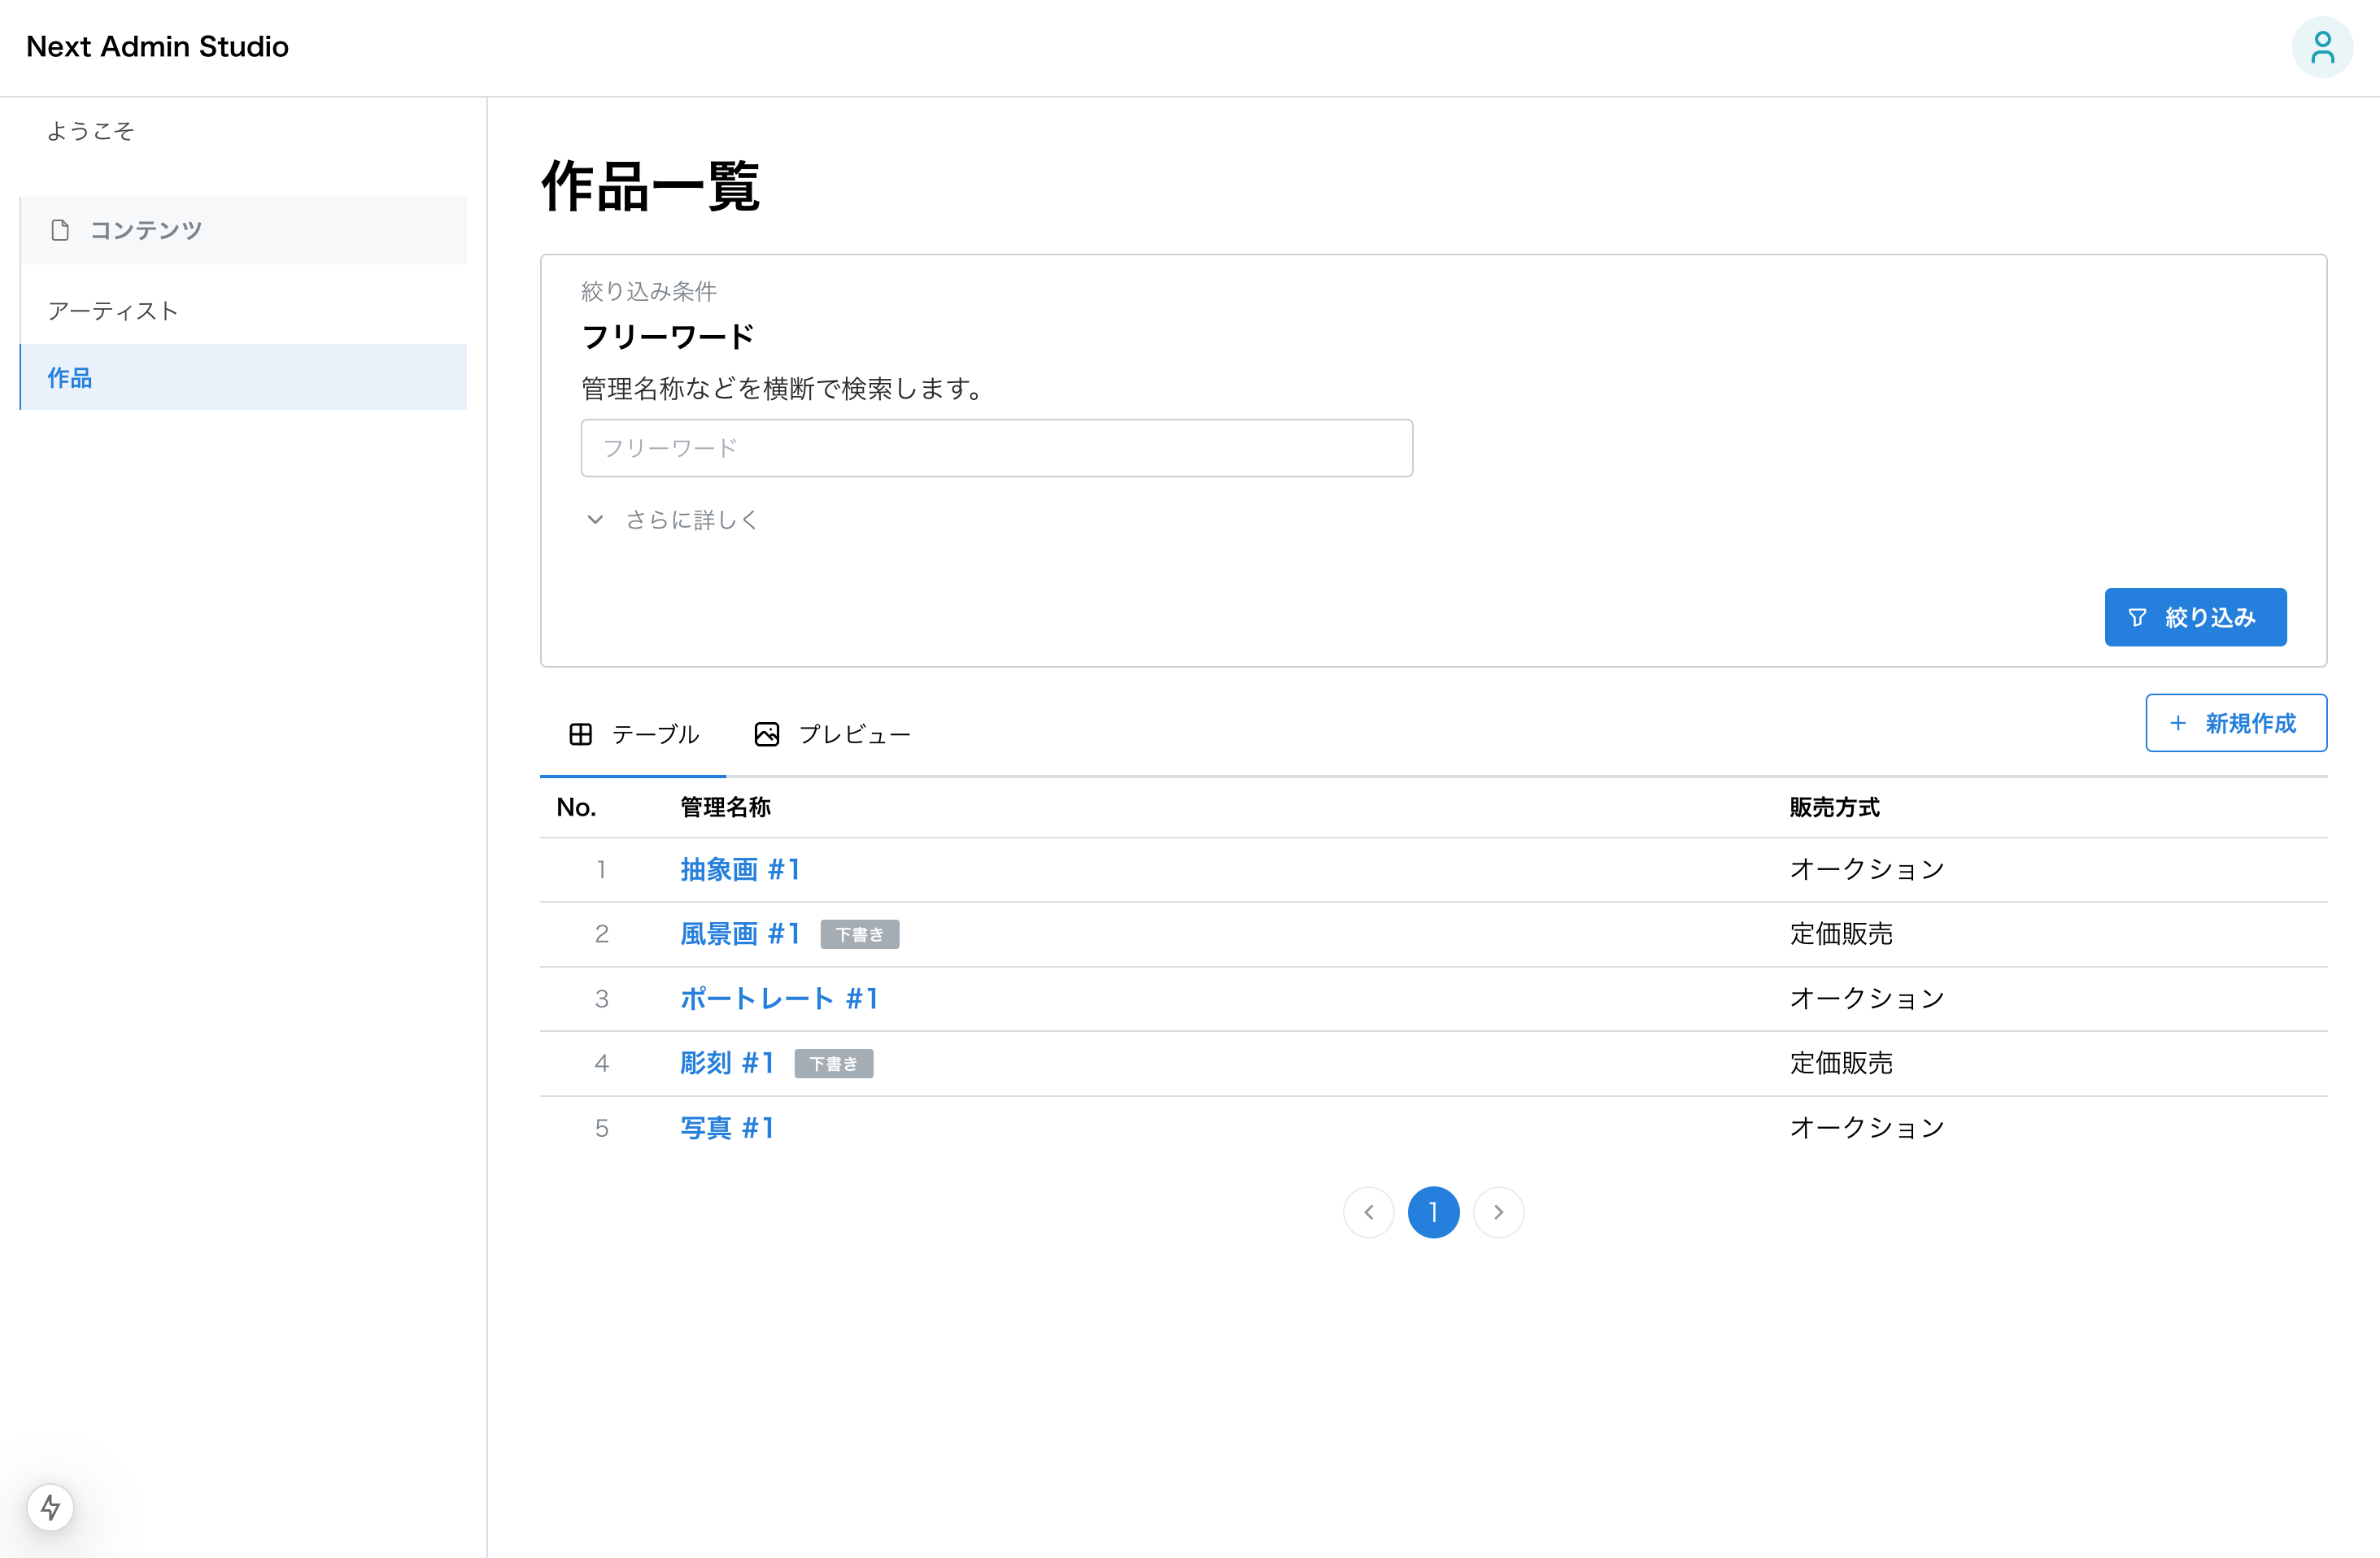 Next Admin Studio
ようこそ
コンテンツ
アーティスト
作品
作品一覧
絞り込み条件
フリーワード
管理名称などを横断で検索します。
フリーワード
さらに詳しく
絞り込み
テーブル プレビュー
新規作成
No. 管理名称 販売方式
1 抽象画 #1 オークション
2 風景画 #1 下書き 定価販売
3 ポートレート #1 オークション
4 彫刻 #1 下書き 定価販売
5 写真 #1 オークション
1